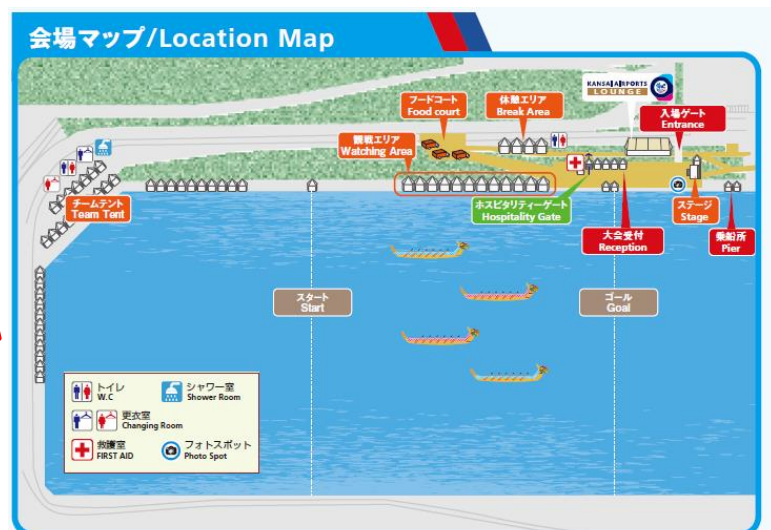 会場マップ/Location Map
KANSAI AIRPORTS
LOUNGE
フードコート
Food court
休憩エリア
Break Area
入場ゲート
Entrance
観戦エリア
Watching Area
チームテント
Team Tent
ホスピタリティーゲート
Hospitality Gate
大会受付
Reception
ステージ
Stage
乗船所
Pier
スタート
Start
ゴール
Goal
トイレ
W.C
シャワー室
Shower Room
更衣室
Changing Room
救護室
FIRST AID
フォトスポット
Photo Spot